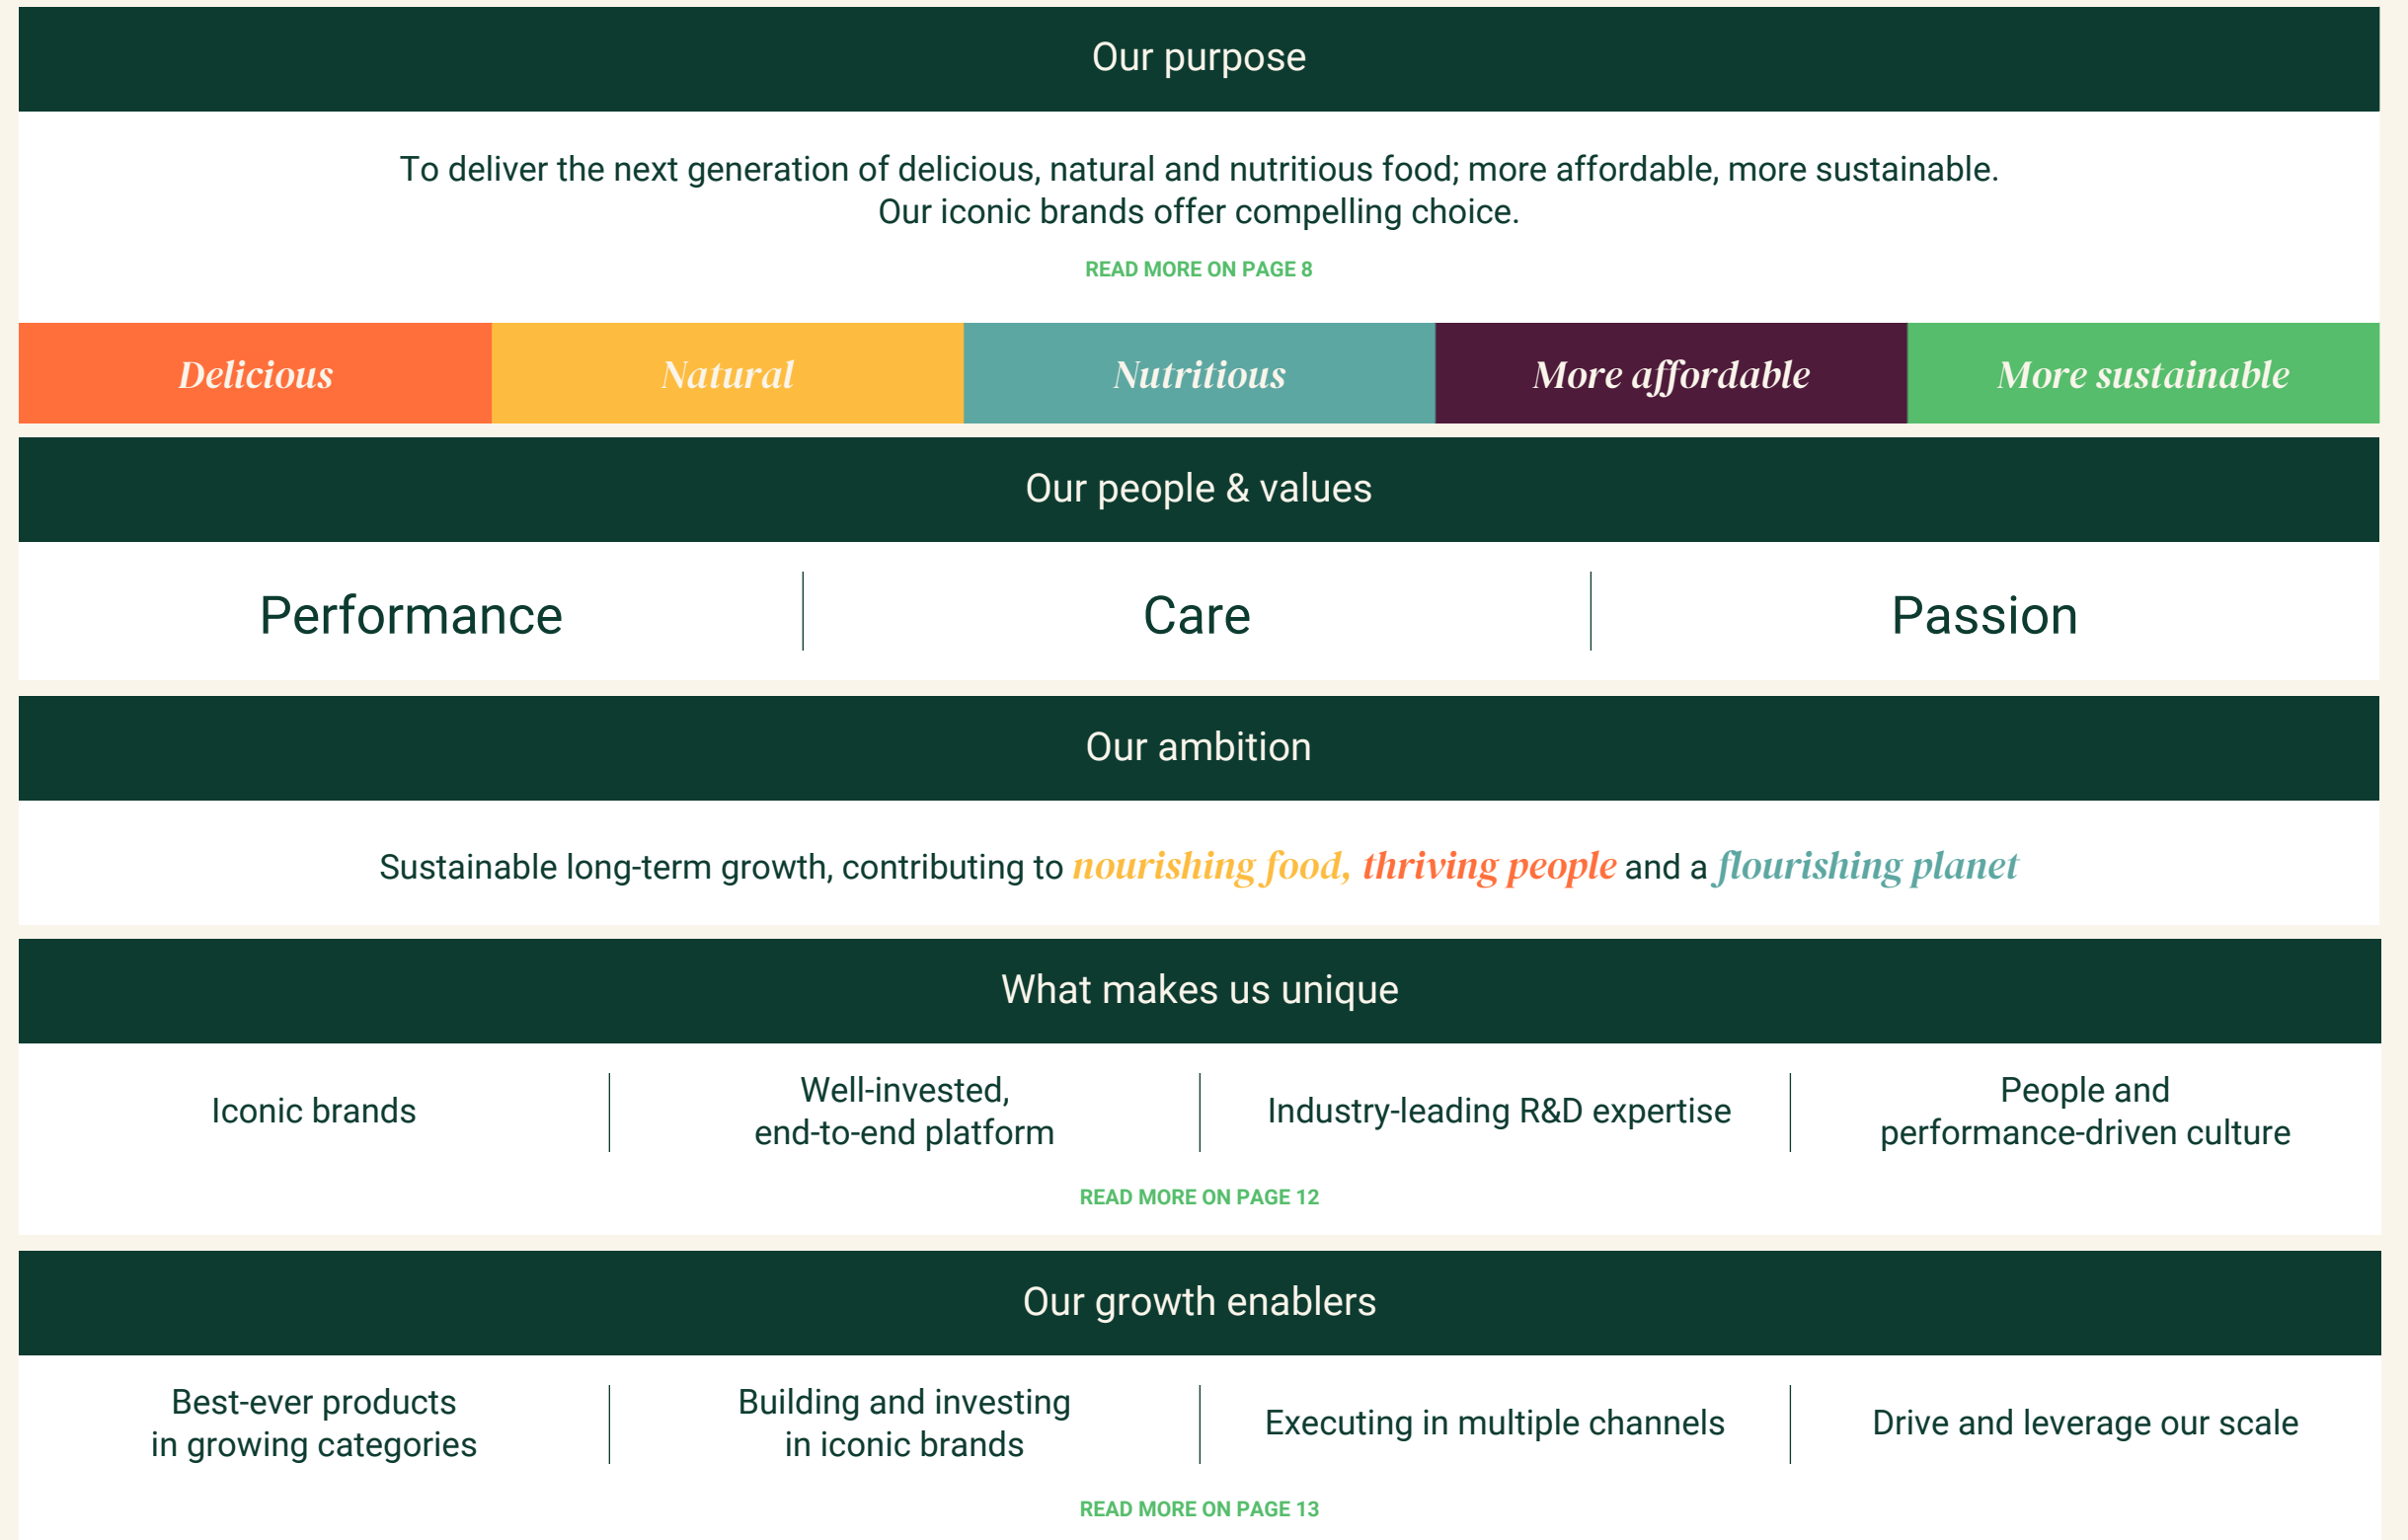 Our purpose
To deliver the next generation of delicious, natural and nutritious food; more affordable, more sustainable.
Our iconic brands offer compelling choice.
READ MORE ON PAGE 8
Delicious
Natural
Nutritious
More affordable
More sustainable
Our people & values
Performance
Care
Passion
Our ambition
Sustainable long-term growth, contributing to nourishing food, thriving people and a flourishing planet
What makes us unique
Iconic brands
Well-invested,
end-to-end platform
Industry-leading R&D expertise
People and
performance-driven culture
READ MORE ON PAGE 12
Our growth enablers
Best-ever products
in growing categories
Building and investing
in iconic brands
Executing in multiple channels
Drive and leverage our scale
READ MORE ON PAGE 13